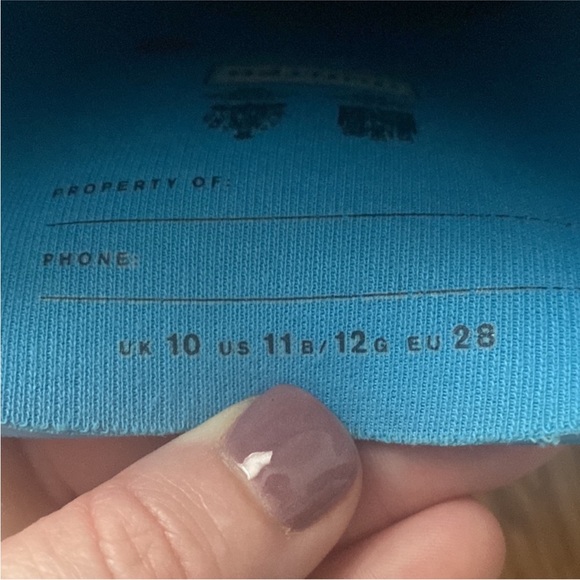 PROPERTY OF:
PHONE:
UK 10 US 11B/12G EU 28